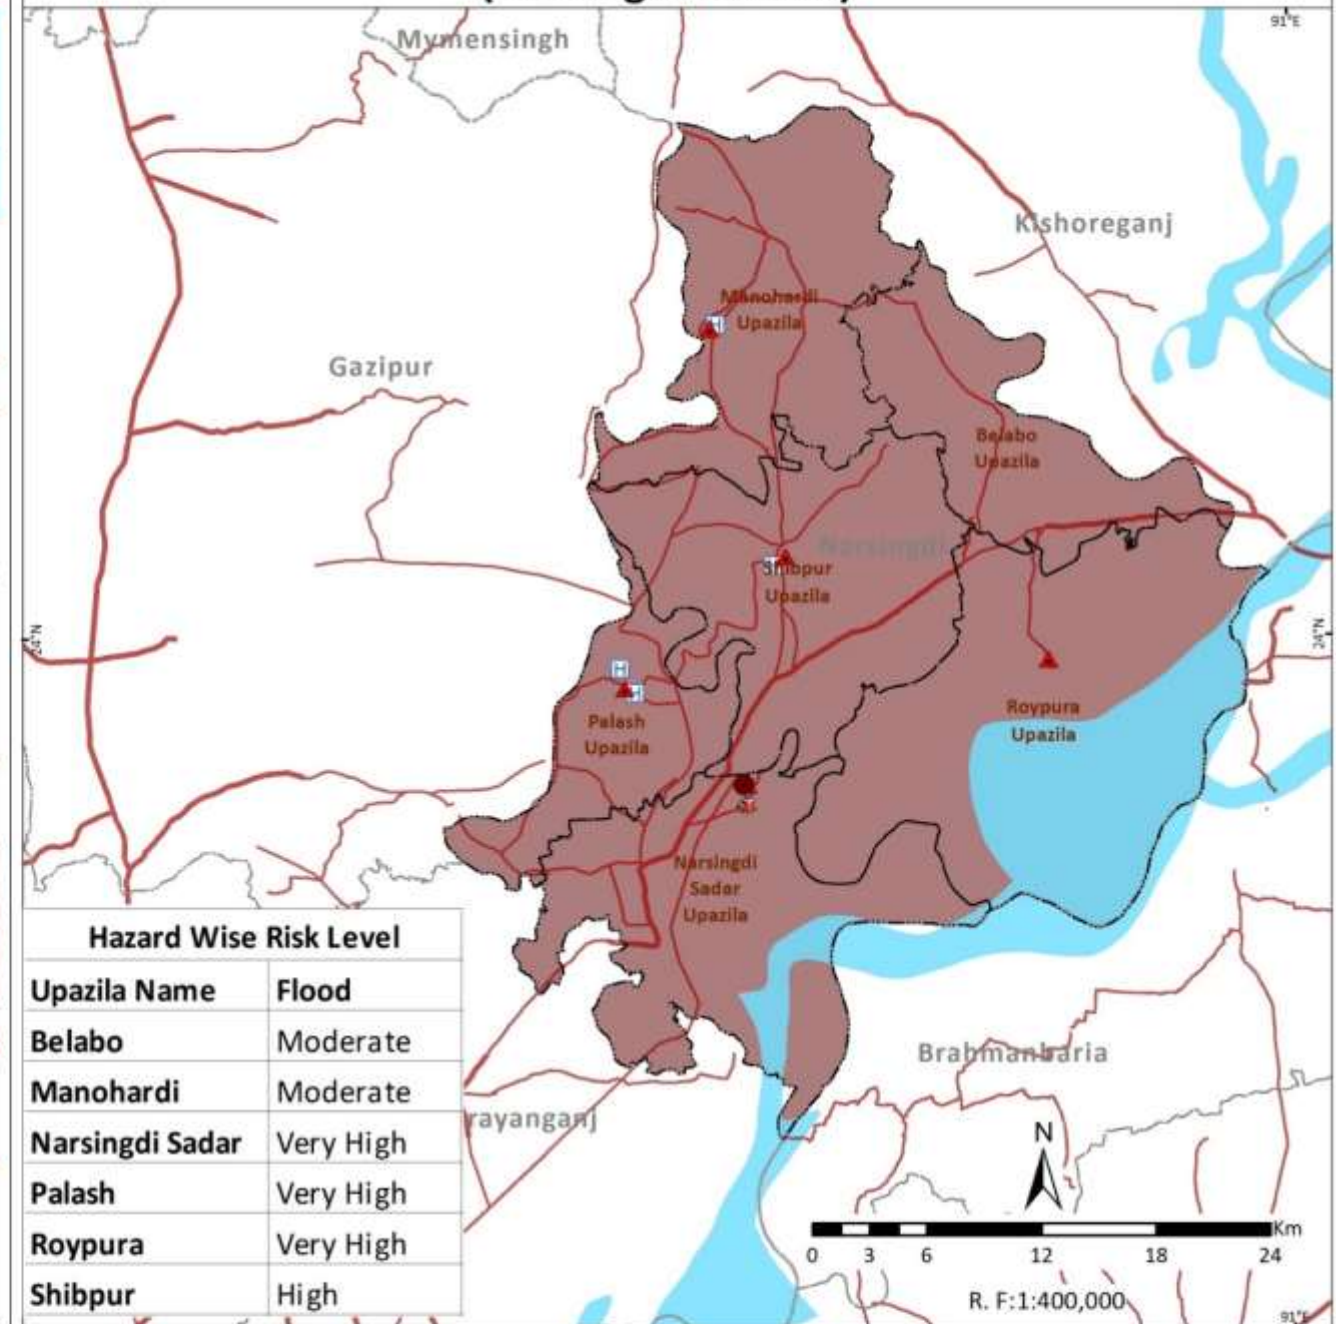 91°E
Mymensingh
Kishoreganj
Manohardi
Upazila
Gazipur
Belabo
Upazila
Narsingdi
Shibpur
Upazila
24°N
24°N
Roypura
Upazila
Palash
Upazila
Narsingdi
Sadar
Upazila
Hazard Wise Risk Level
Upazila Name Flood
Belabo Moderate
Manohardi Moderate
Narsingdi Sadar Very High
Palash Very High
Roypura Very High
Shibpur High
rayanganj
Brahmanbaria
N
Km
0 3 6 12 18 24
R. F:1:400,000
91°E